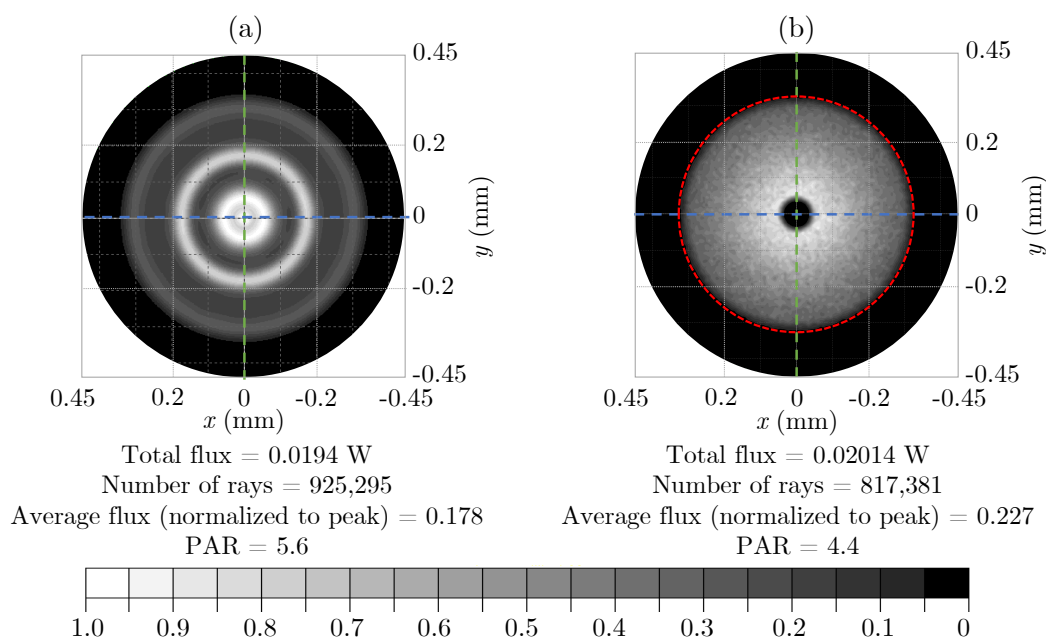 (a)
(b)
0.45
0.2
0
-0.2
-0.45
y (mm)
0.45 0.2 0 -0.2 -0.45
x (mm)
0.45
0.2
0
-0.2
-0.45
y (mm)
0.45 0.2 0 -0.2 -0.45
x (mm)
Total flux = 0.0194 W
Number of rays = 925,295
Average flux (normalized to peak) = 0.178
PAR = 5.6
Total flux = 0.02014 W
Number of rays = 817,381
Average flux (normalized to peak) = 0.227
PAR = 4.4
1.0 0.9 0.8 0.7 0.6 0.5 0.4 0.3 0.2 0.1 0